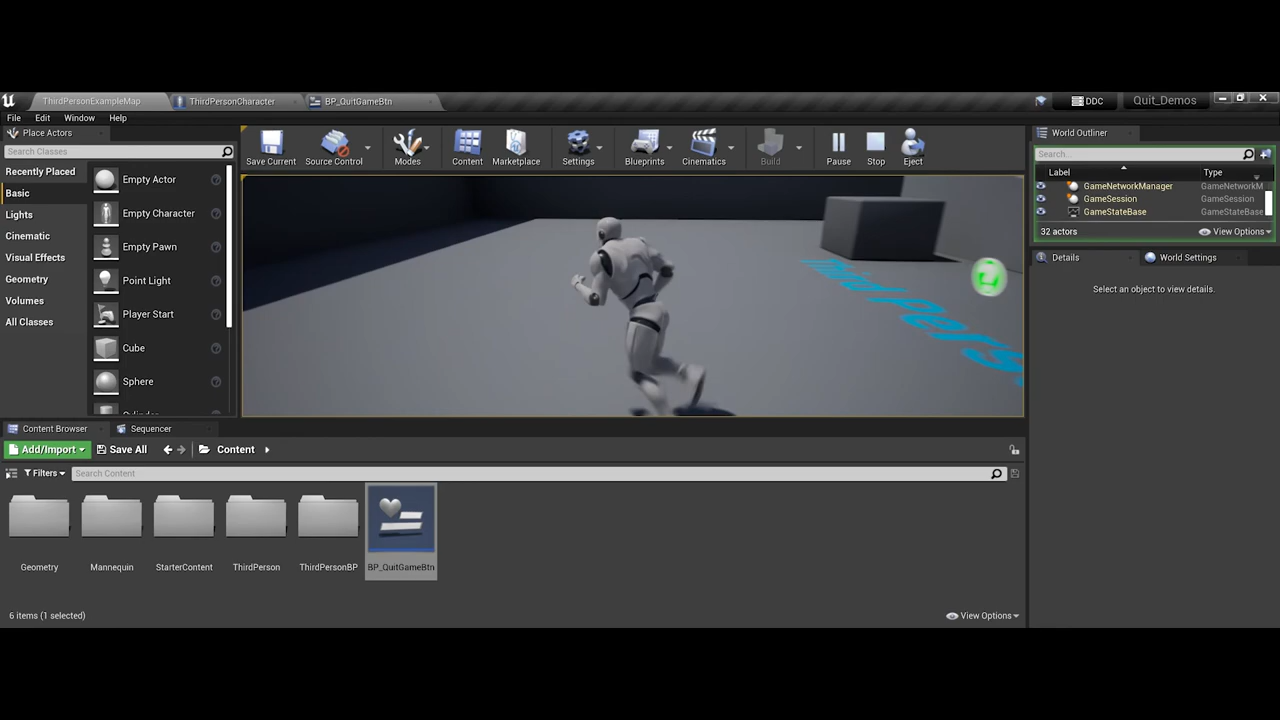 ThirdPersonExampleMap
ThirdPersonCharacter
BP_QuitGameBtn
DDC
Quit_Demos
File
Edit
Window
Help
Place Actors
Search Classes
Recently Placed
Basic
Lights
Cinematic
Visual Effects
Geometry
Volumes
All Classes
Empty Actor
Empty Character
Empty Pawn
Point Light
Player Start
Cube
Sphere
Cylinder
Save Current
Source Control
Modes
Content
Marketplace
Settings
Blueprints
Cinematics
Build
Pause
Stop
Eject
World Outliner
Search...
Label
Type
GameNetworkManager
GameNetworkM
GameSession
GameSession
GameStateBase
GameStateBase
32 actors
View Options
Details
World Settings
Select an object to view details.
Content Browser
Sequencer
Add/Import
Save All
Content
Filters
Search Content
Geometry
Mannequin
StarterContent
ThirdPerson
ThirdPersonBP
BP_QuitGameBtn
6 items (1 selected)
View Options